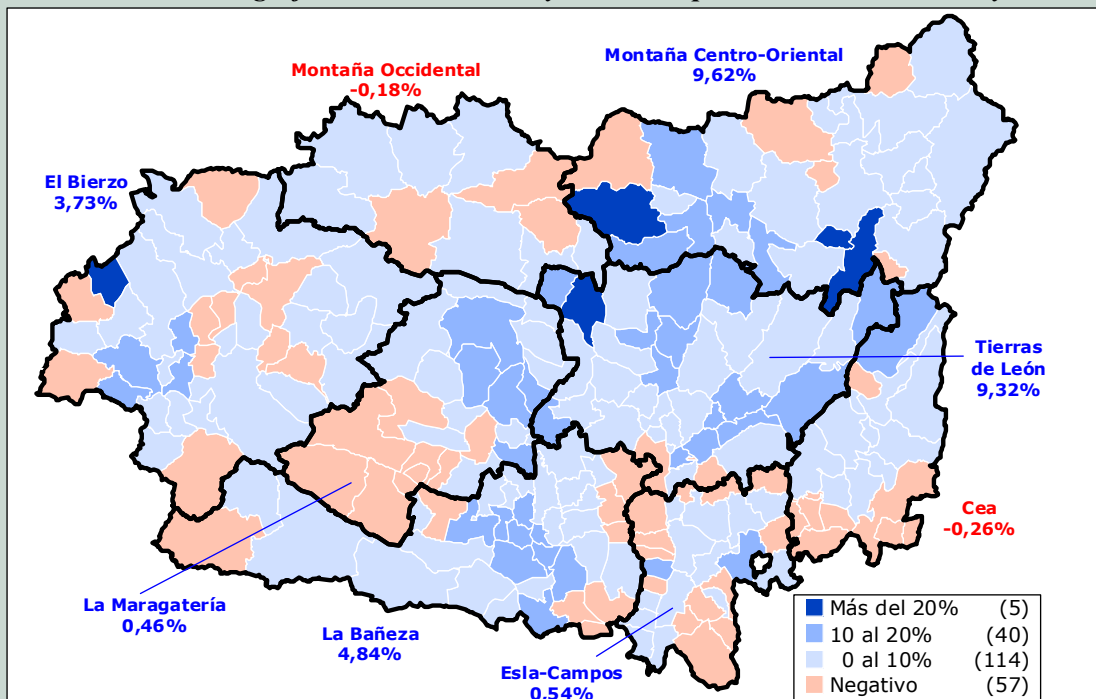 Montaña Centro-Oriental
9,62%
Montaña Occidental
-0,18%
El Bierzo
3,73%
Tierras
de León
9,32%
Cea
-0,26%
La Maragatería
0,46%
La Bañeza
4,84%
Esla-Campos
0,54%
Más del 20% (5)
10 al 20% (40)
0 al 10% (114)
Negativo (57)